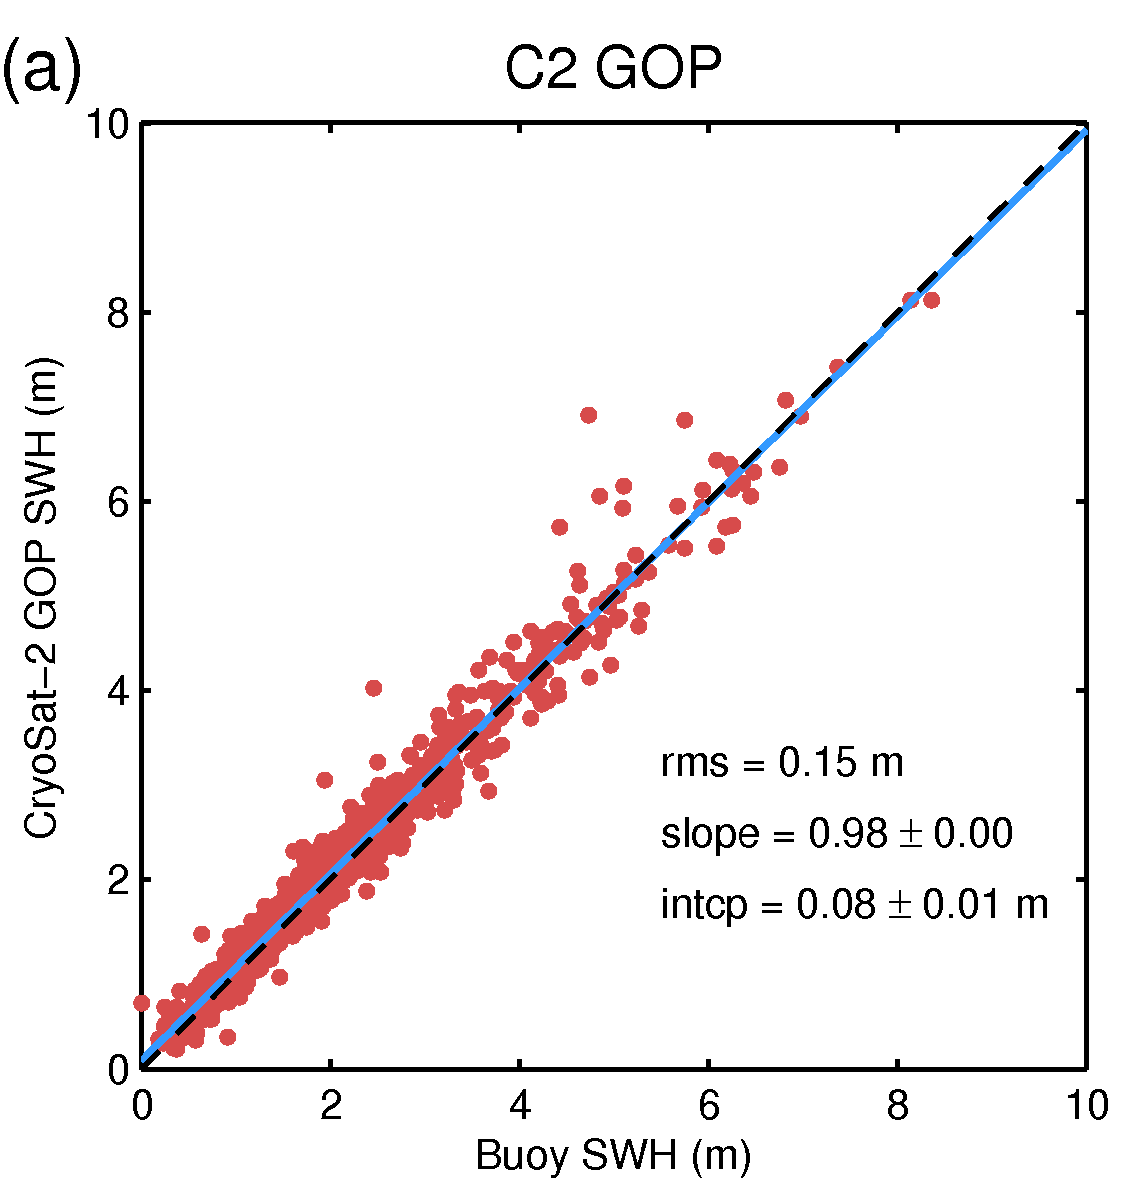 (a)
C2 GOP
10
8
6
4
2
0
CryoSat-2 GOP SWH (m)
rms = 0.15 m
slope = 0.98 ± 0.00
intcp = 0.08 ± 0.01 m
0 2 4 6 8 10
Buoy SWH (m)